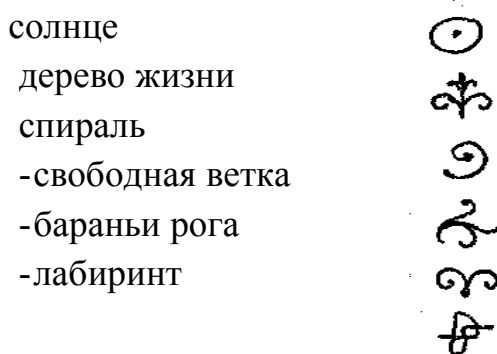 солнце
дерево жизни
спираль
-свободная ветка
-бараньи рога
-лабиринт